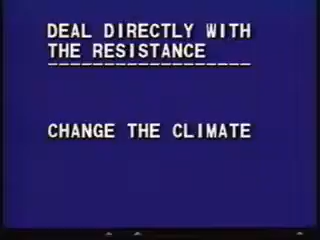 DEAL DIRECTLY WITH
THE RESISTANCE
------------------
CHANGE THE CLIMATE